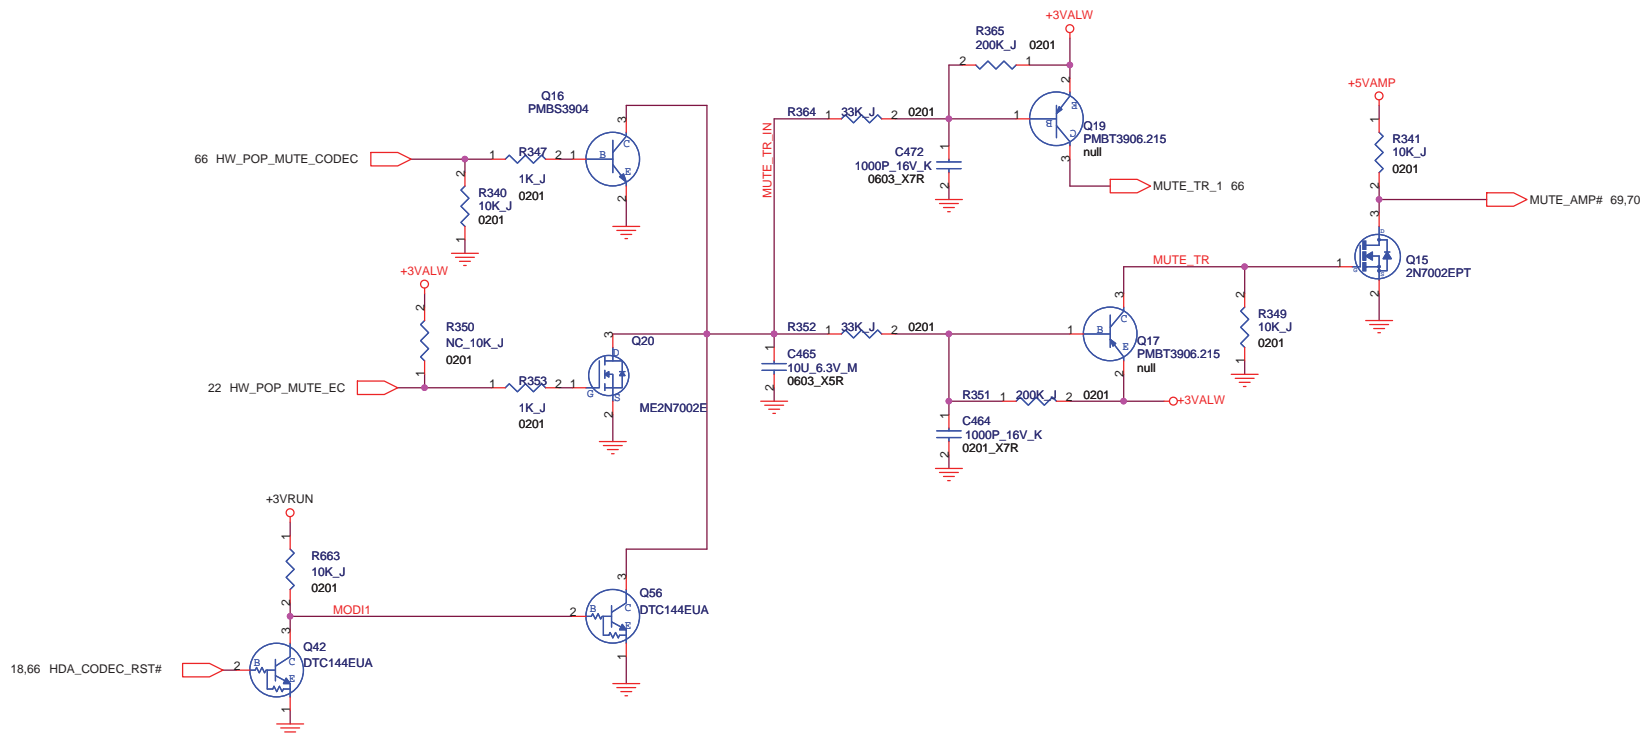 +3VALW
R365
200K_J 0201
2 1
2
+5VAMP
Q16
PMBS3904
3
C
B
E
2
66 HW_POP_MUTE_CODEC
1 R347 2 1
1K_J
0201
2
R340
10K_J
0201
1
MUTE_TR_IN
R364 1 33K_J 2 0201
1
E
B
C
Q19
PMBT3906.215
null
3
1
C472
1000P_16V_K
0603_X7R
2
MUTE_TR_1 66
1
R341
10K_J
0201
2
MUTE_AMP# 69,70
3
D
G
S
1
Q15
2N7002EPT
2
+3VALW
2
R350
NC_10K_J
0201
1
22 HW_POP_MUTE_EC
1 R353 2 1
1K_J
0201
3
Q20
D
G
S
ME2N7002E
2
R352 1 33K_J 2 0201
1
C465
10U_6.3V_M
0603_X5R
2
MUTE_TR
3
1
B
C
E
Q17
PMBT3906.215
null
2
2
R349
10K_J
0201
1
R351 1 200K_J 2 0201
+3VALW
1
C464
1000P_16V_K
0201_X7R
2
+3VRUN
1
R663
10K_J
0201
2
MODI1
3
Q42
DTC144EUA
18,66 HDA_CODEC_RST#
2
B
C
E
1
3
Q56
DTC144EUA
2
B
C
E
1